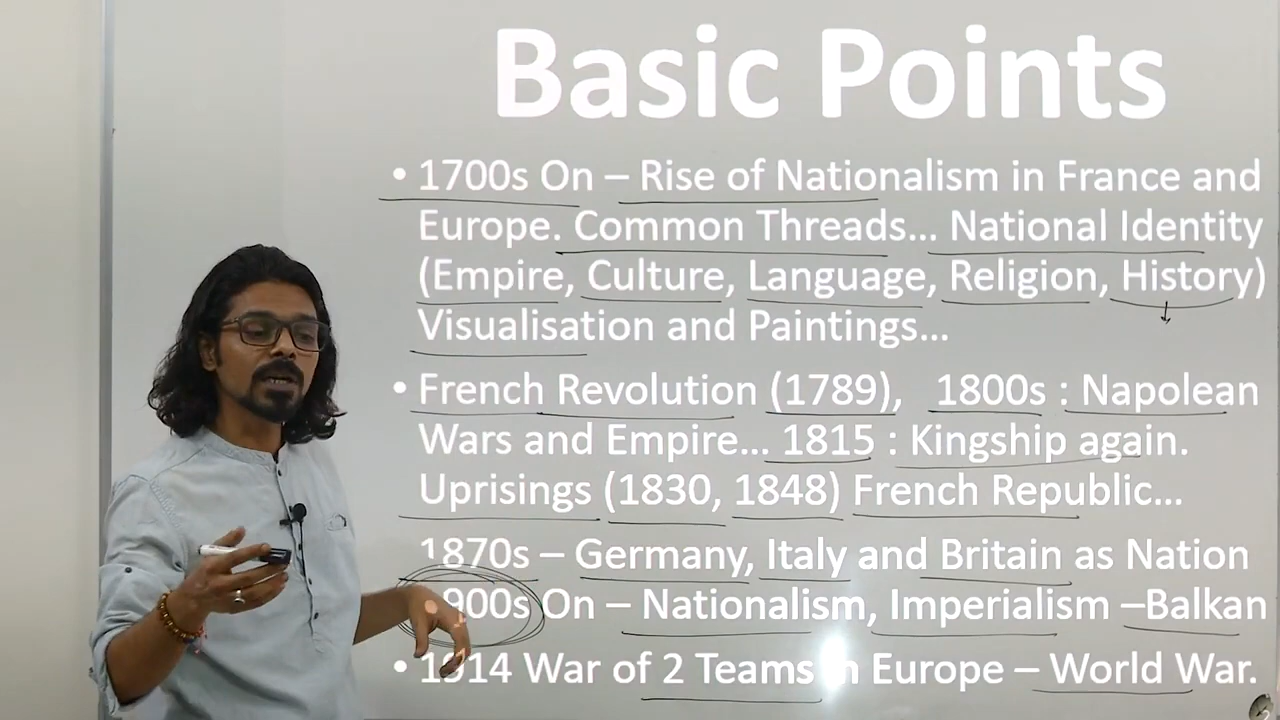 Basic Points
• 1700s On – Rise of Nationalism in France and
Europe. Common Threads... National Identity
(Empire, Culture, Language, Religion, History)
Visualisation and Paintings...
• French Revolution (1789), 1800s : Napolean
Wars and Empire... 1815 : Kingship again.
Uprisings (1830, 1848) French Republic...
1870s – Germany, Italy and Britain as Nation
• 1900s On – Nationalism, Imperialism –Balkan
• 1914 War of 2 Teams in Europe – World War.